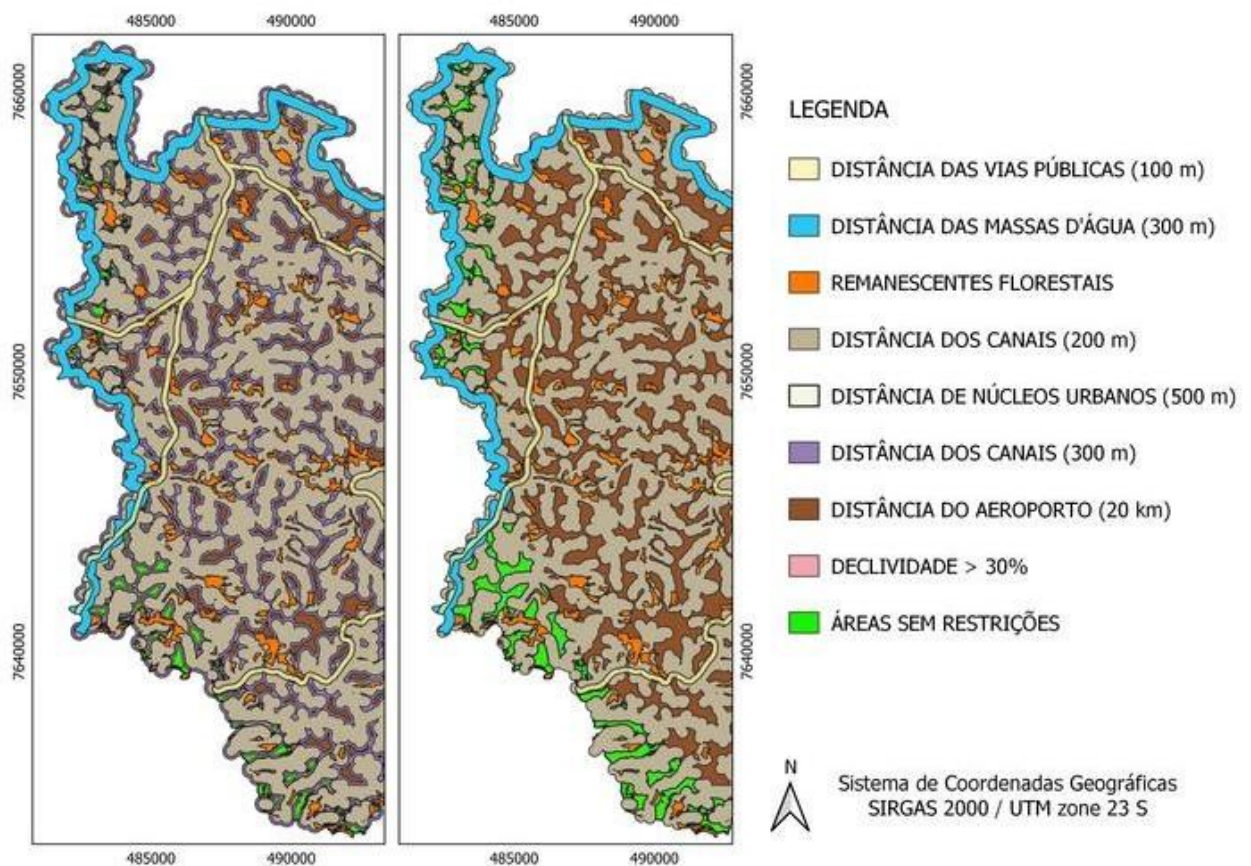 485000 490000 485000 490000
7660000 7660000
7650000 7650000
7640000 7640000
485000 490000 485000 490000
LEGENDA
DISTÂNCIA DAS VIAS PÚBLICAS (100 m)
DISTÂNCIA DAS MASSAS D'ÁGUA (300 m)
REMANESCENTES FLORESTAIS
DISTÂNCIA DOS CANAIS (200 m)
DISTÂNCIA DE NÚCLEOS URBANOS (500 m)
DISTÂNCIA DOS CANAIS (300 m)
DISTÂNCIA DO AEROPORTO (20 km)
DECLIVIDADE > 30%
ÁREAS SEM RESTRIÇÕES
N
Sistema de Coordenadas Geográficas
SIRGAS 2000 / UTM zone 23 S